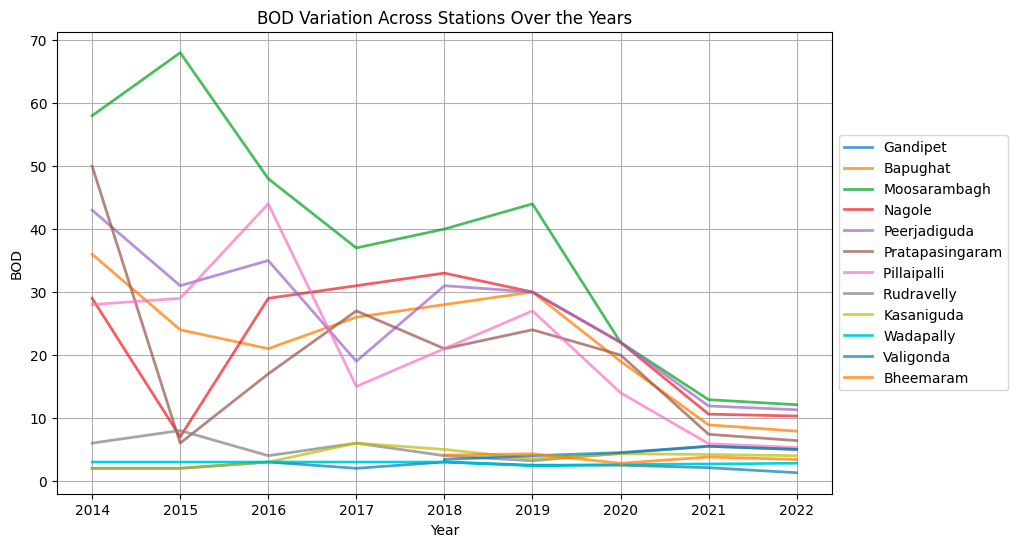 BOD Variation Across Stations Over the Years
70
60
50
40
30
20
10
0
BOD
2014 2015 2016 2017 2018 2019 2020 2021 2022
Year
Gandipet
Bapughat
Moosarambagh
Nagole
Peerjadiguda
Pratapasingaram
Pillaipalli
Rudravelly
Kasaniguda
Wadapally
Valigonda
Bheemaram